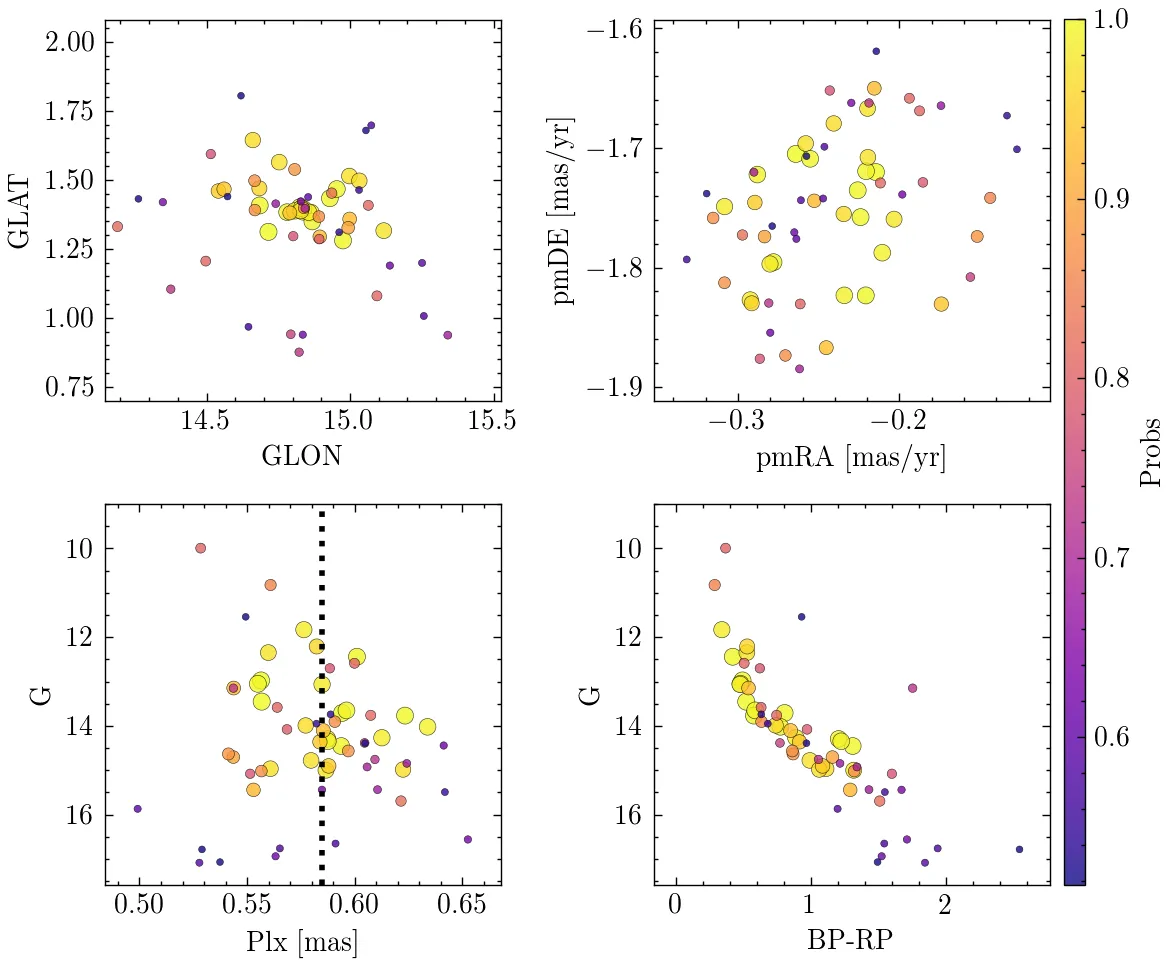 2.00
1.75
1.50
1.25
1.00
0.75
GLAT
14.5 15.0 15.5
GLON
−1.6
−1.7
−1.8
−1.9
pmDE [mas/yr]
−0.3 −0.2
pmRA [mas/yr]
10
12
14
16
G
0.50 0.55 0.60 0.65
Plx [mas]
10
12
14
16
G
0 1 2
BP-RP
1.0
0.9
0.8
0.7
0.6
Probs